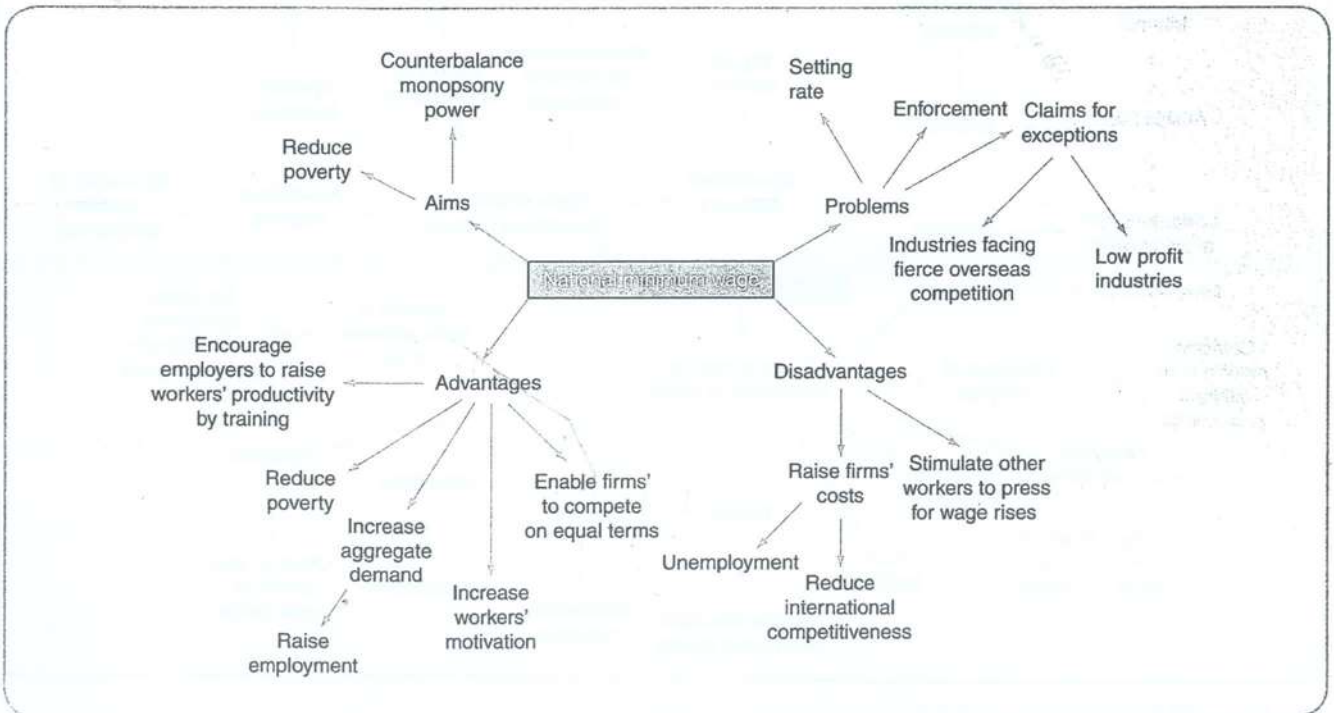 Counterbalance
monopsony
power
Reduce
poverty
Aims
Setting
rate
Enforcement
Claims for
exceptions
Problems
Industries facing
fierce overseas
competition
Low profit
industries
National minimum wage
Encourage
employers to raise
workers' productivity
by training
Advantages
Reduce
poverty
Increase
aggregate
demand
Raise
employment
Increase
workers'
motivation
Enable firms'
to compete
on equal terms
Disadvantages
Raise firms'
costs
Stimulate other
workers to press
for wage rises
Unemployment
Reduce
international
competitiveness